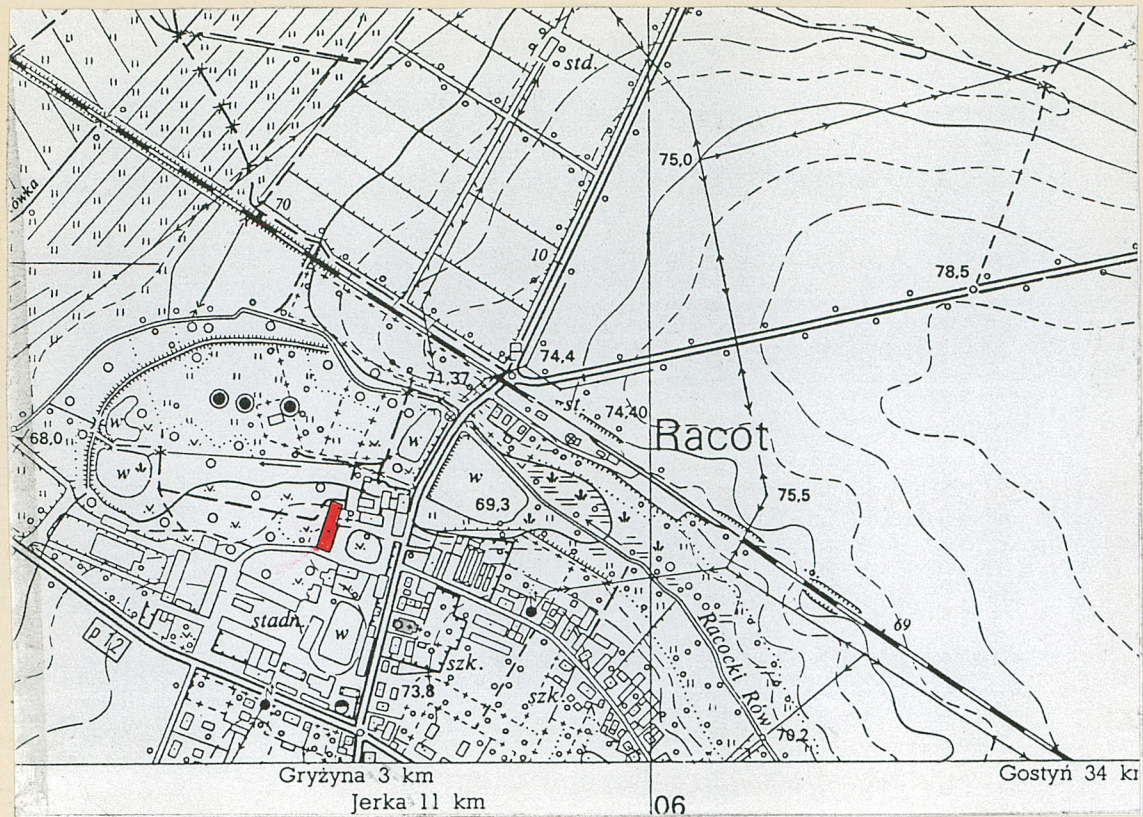 std.
75,0
ówka
70
10
78,5
74,4
71,37
st.
74,40
Racot
68,0
w
w
w
w
69,3
75,5
stadn.
w
p 12
szk.
szk.
73,8
Racocki Rów
69
70,2
Gryżyna 3 km
Gostyń 34 k
Jerka 11 km
06